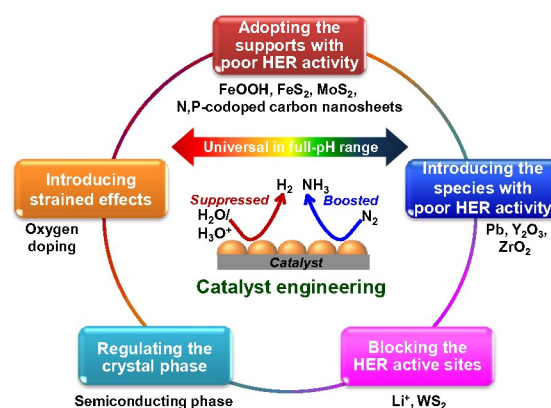 Adopting the
supports with
poor HER activity
FeOOH, FeS₂, MoS₂,
N,P-codoped carbon nanosheets
Universal in full-pH range
Introducing
strained effects
Oxygen
doping
Introducing the
species with
poor HER activity
Pb, Y₂O₃,
ZrO₂
Suppressed
H₂ NH₃
Boosted
H₂O/
H₃O⁺
N₂
Catalyst
Catalyst engineering
Regulating the
crystal phase
Semiconducting phase
Blocking the
HER active sites
Li⁺, WS₂